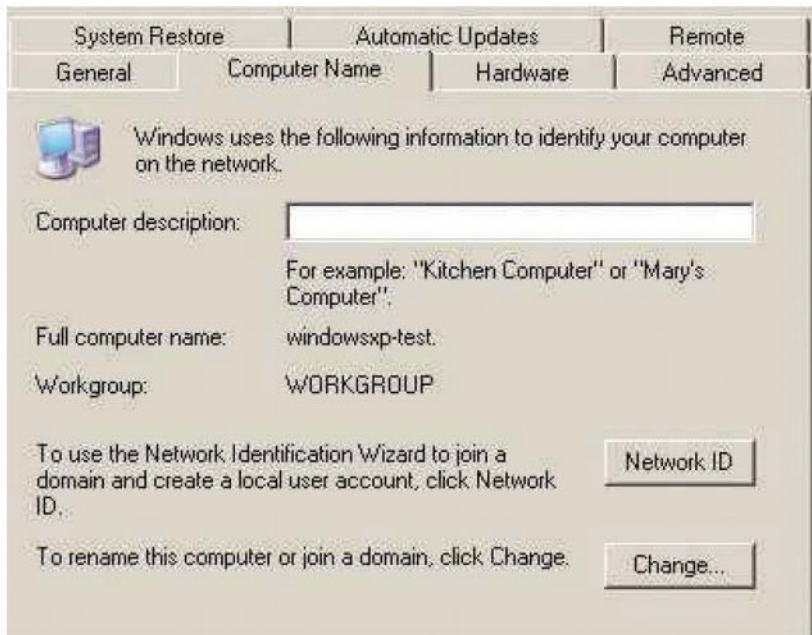 System Restore Automatic Updates Remote
General Computer Name Hardware Advanced
Windows uses the following information to identify your computer
on the network.
Computer description:
For example: "Kitchen Computer" or "Mary's
Computer".
Full computer name: windowsxp-test.
Workgroup: WORKGROUP
To use the Network Identification Wizard to join a
domain and create a local user account, click Network
ID.
Network ID
To rename this computer or join a domain, click Change.
Change...